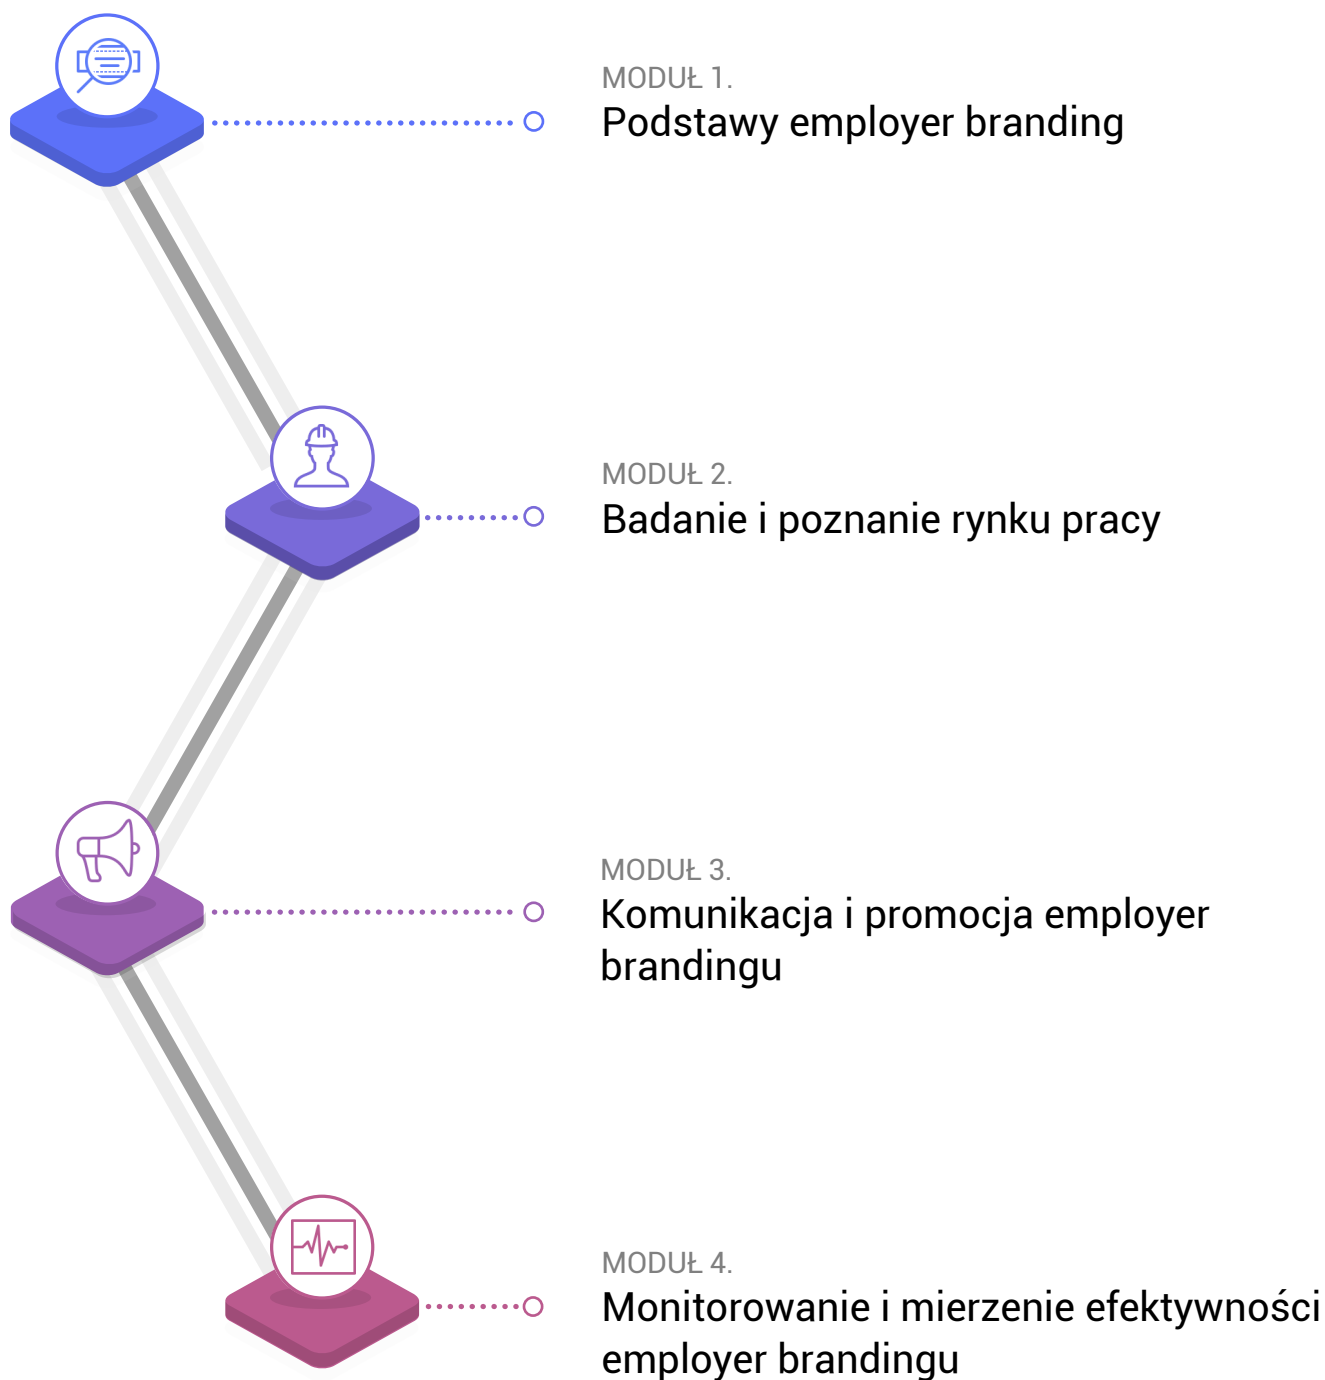 MODUŁ 1.
Podstawy employer branding
MODUŁ 2.
Badanie i poznanie rynku pracy
MODUŁ 3.
Komunikacja i promocja employer
brandingu
MODUŁ 4.
Monitorowanie i mierzenie efektywności
employer brandingu